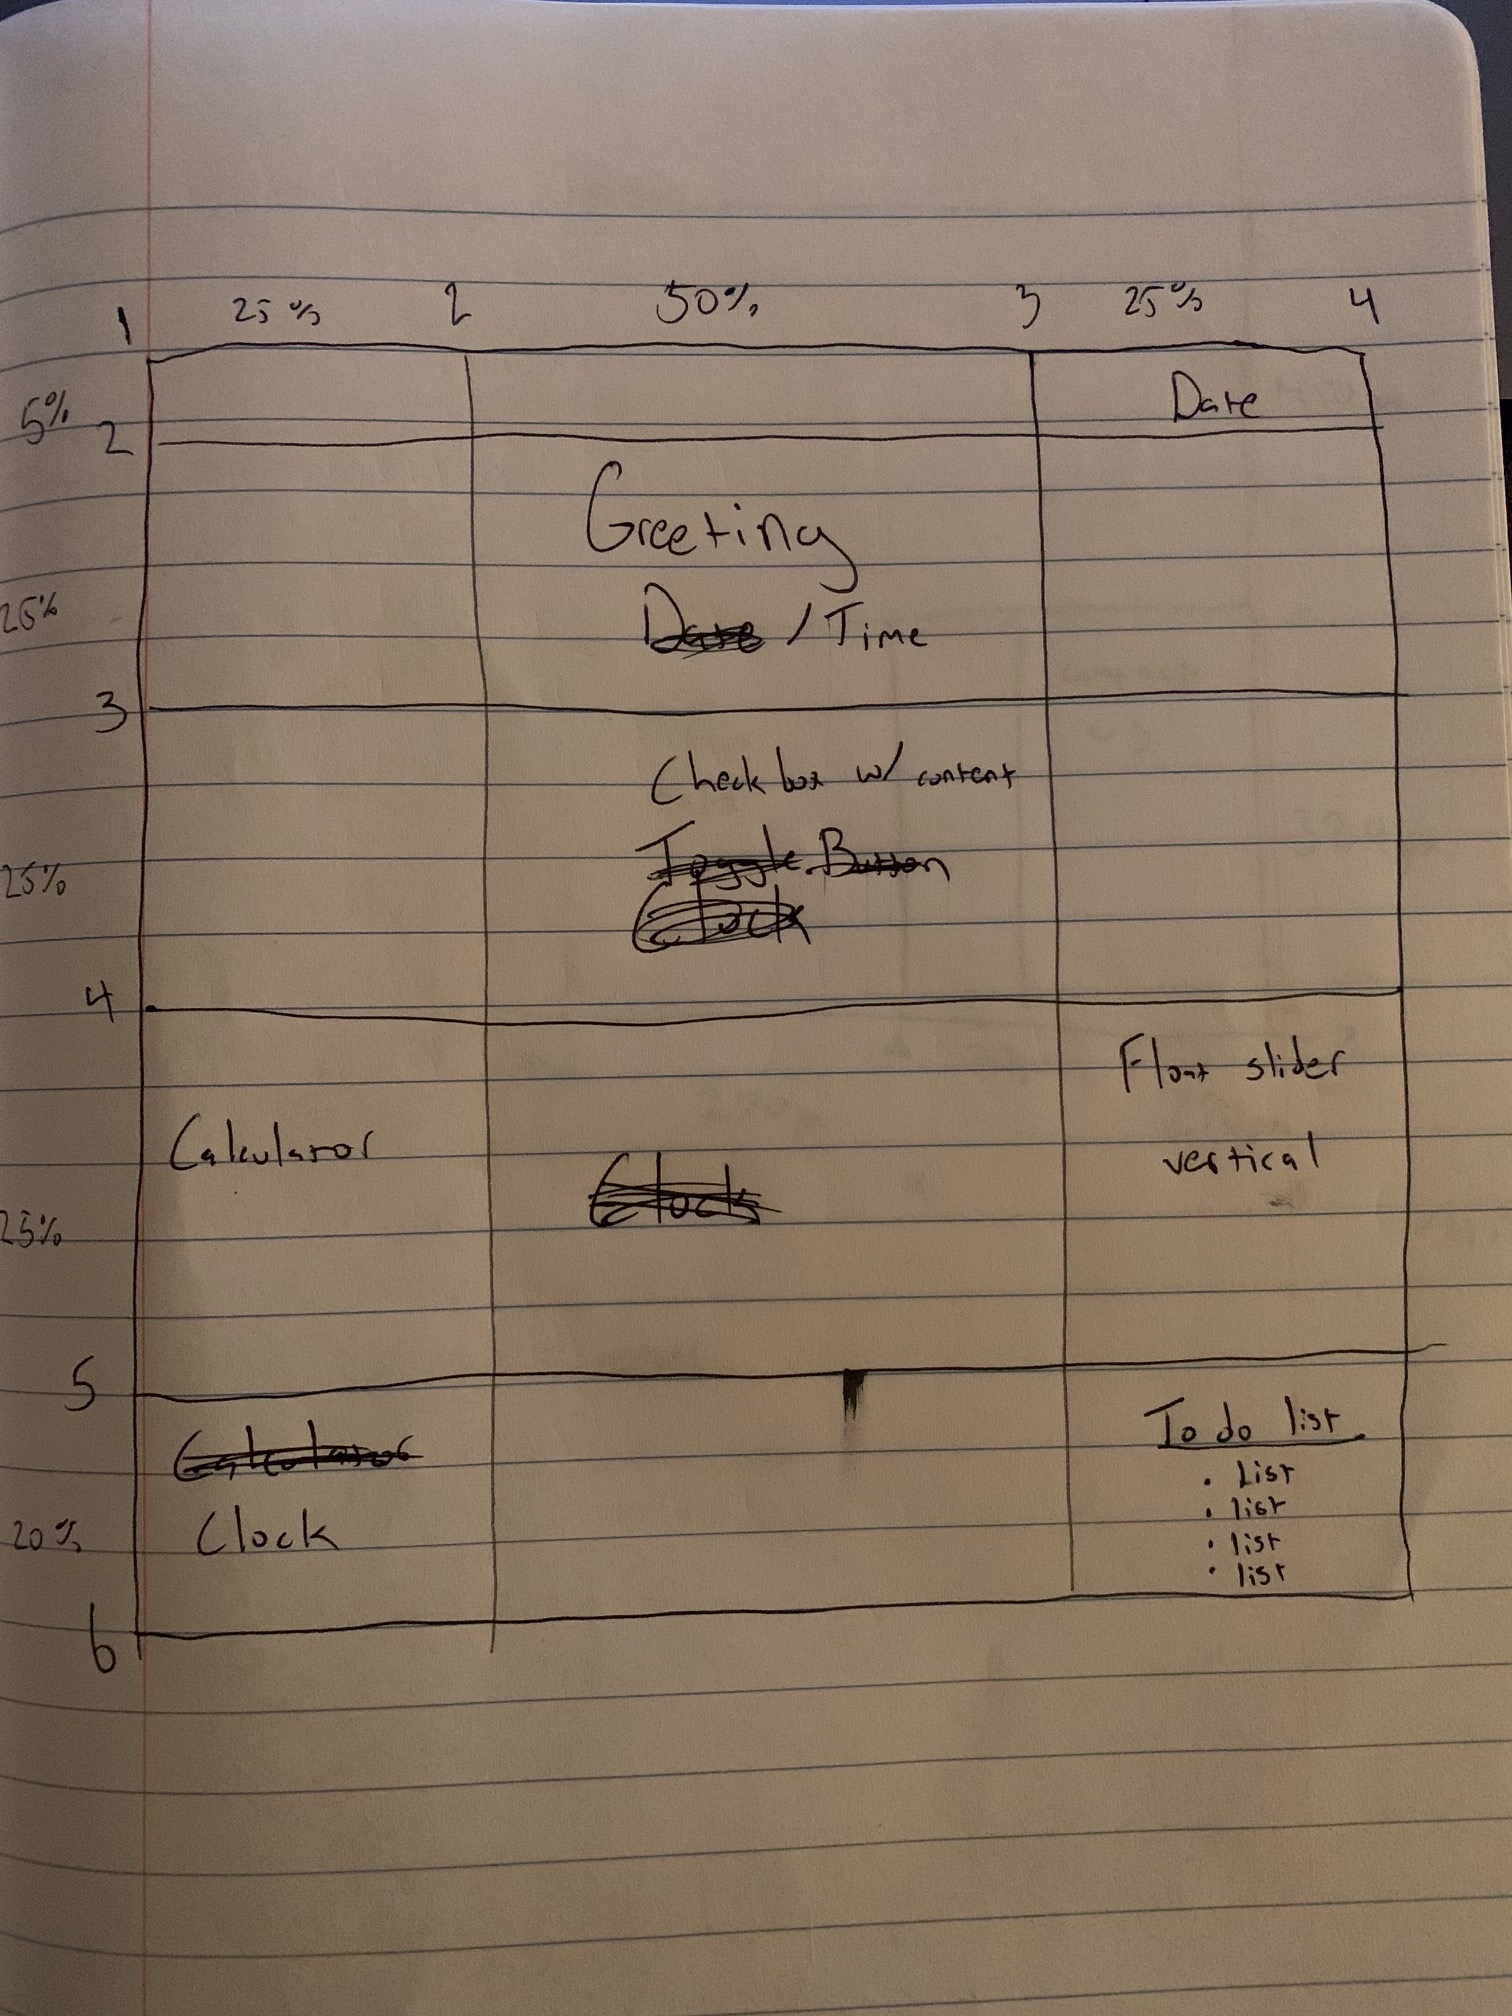 1 25% 2 50% 3 25% 4
5% Date
2
Greeting
25% Date / Time
3
Check box w/ content
25% Toggle Button
Clock
4
Float slider
Calculator vertical
Clock
25%
5
To do list
Calculator . List
. list
20% Clock . list
. list
6